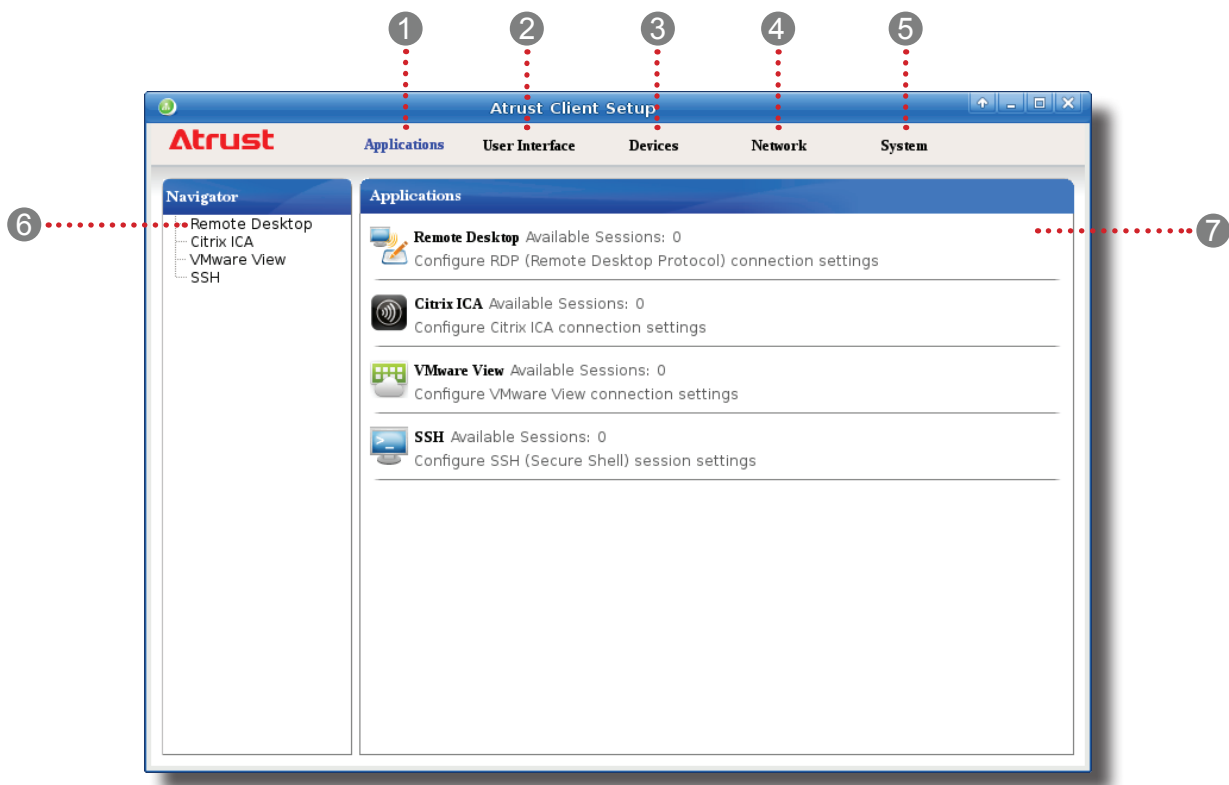 1 2 3 4 5
Atrust Client Setup
Atrust
Applications User Interface Devices Network System
Navigator
Applications
6
Remote Desktop
Citrix ICA
VMware View
SSH
Remote Desktop Available Sessions: 0
Configure RDP (Remote Desktop Protocol) connection settings
7
Citrix ICA Available Sessions: 0
Configure Citrix ICA connection settings
VMware View Available Sessions: 0
Configure VMware View connection settings
SSH Available Sessions: 0
Configure SSH (Secure Shell) session settings